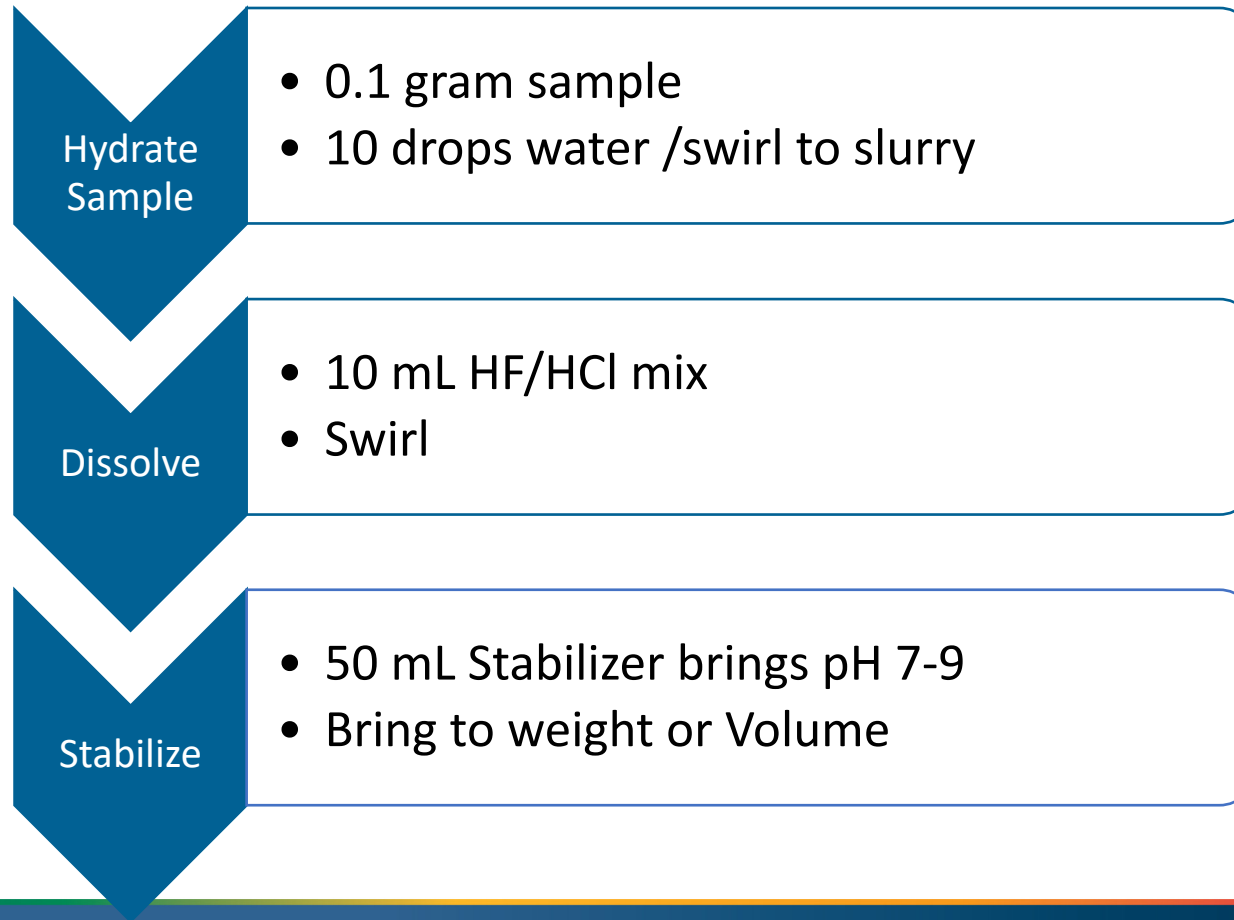 Hydrate
Sample
• 0.1 gram sample
• 10 drops water /swirl to slurry
Dissolve
• 10 mL HF/HCl mix
• Swirl
Stabilize
• 50 mL Stabilizer brings pH 7-9
• Bring to weight or Volume